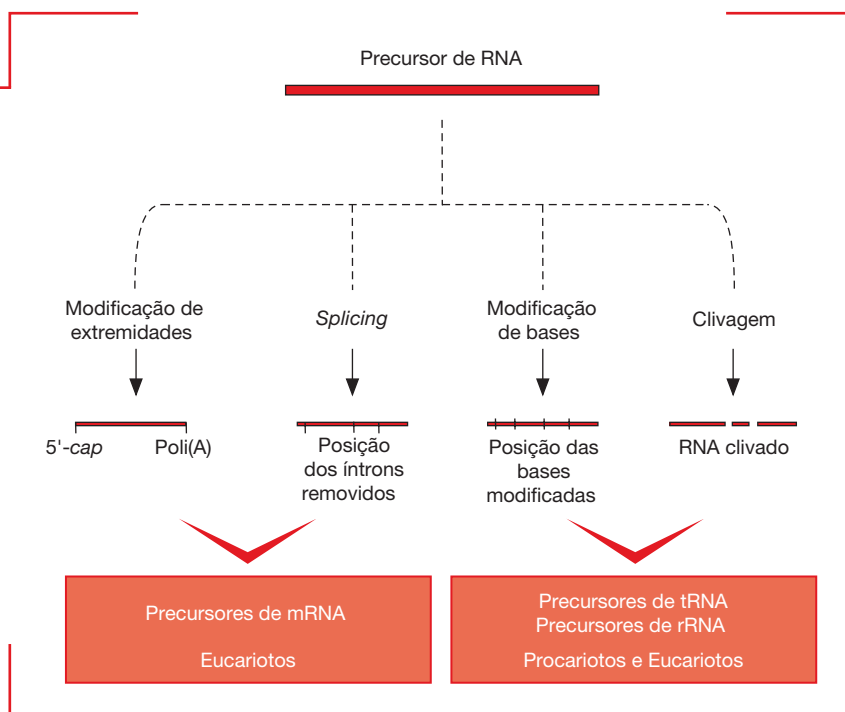 Precursor de RNA
Modificação de
extremidades
Splicing
Modificação
de bases
Clivagem
5'-cap
Poli(A)
Posição
dos íntrons
removidos
Posição das
bases
modificadas
RNA clivado
Precursores de mRNA
Eucariotos
Precursores de tRNA
Precursores de rRNA
Procariotos e Eucariotos